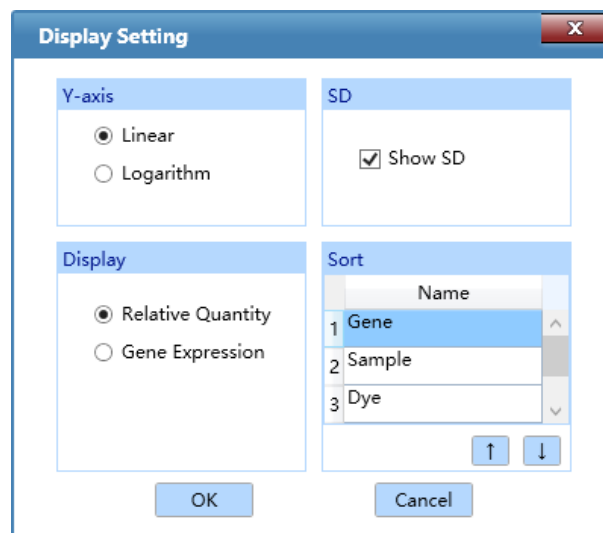 Display Setting
x
Y-axis
Linear
Logarithm
SD
Show SD
Display
Relative Quantity
Gene Expression
Sort
Name
1 Gene
2 Sample
3 Dye
↑ ↓
OK
Cancel